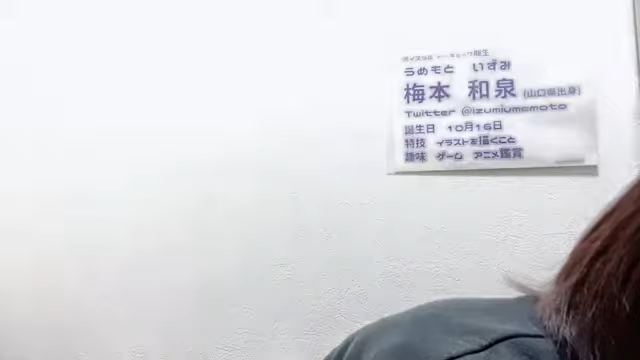 うめもと いずみ
梅本 和泉 (山口県出身)
Twitter @izumiumemoto
誕生日 10月16日
特技 イラストを描くこと
趣味 ゲーム アニメ鑑賞